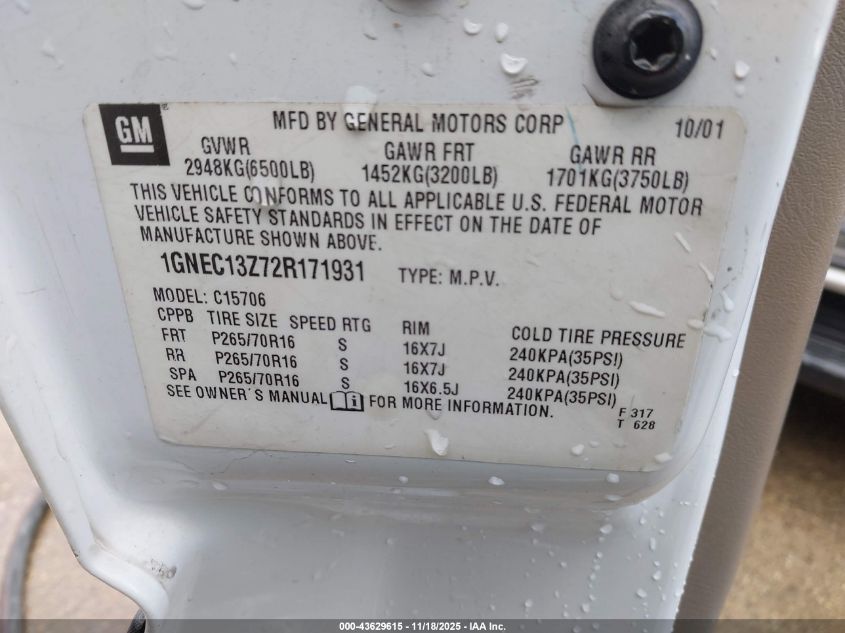 GM
MFD BY GENERAL MOTORS CORP 10/01
GVWR GAWR FRT GAWR RR
2948KG(6500LB) 1452KG(3200LB) 1701KG(3750LB)
THIS VEHICLE CONFORMS TO ALL APPLICABLE U.S. FEDERAL MOTOR
VEHICLE SAFETY STANDARDS IN EFFECT ON THE DATE OF
MANUFACTURE SHOWN ABOVE.
1GNEC13Z72R171931 TYPE: M.P.V.
MODEL: C15706
CPPB TIRE SIZE SPEED RTG RIM COLD TIRE PRESSURE
FRT P265/70R16 S 16X7J 240KPA(35PSI)
RR P265/70R16 S 16X7J 240KPA(35PSI)
SPA P265/70R16 S 16X6.5J 240KPA(35PSI)
SEE OWNER'S MANUAL FOR MORE INFORMATION.
F 317
T 628
000-43629615 - 11/18/2025 - IAA Inc.